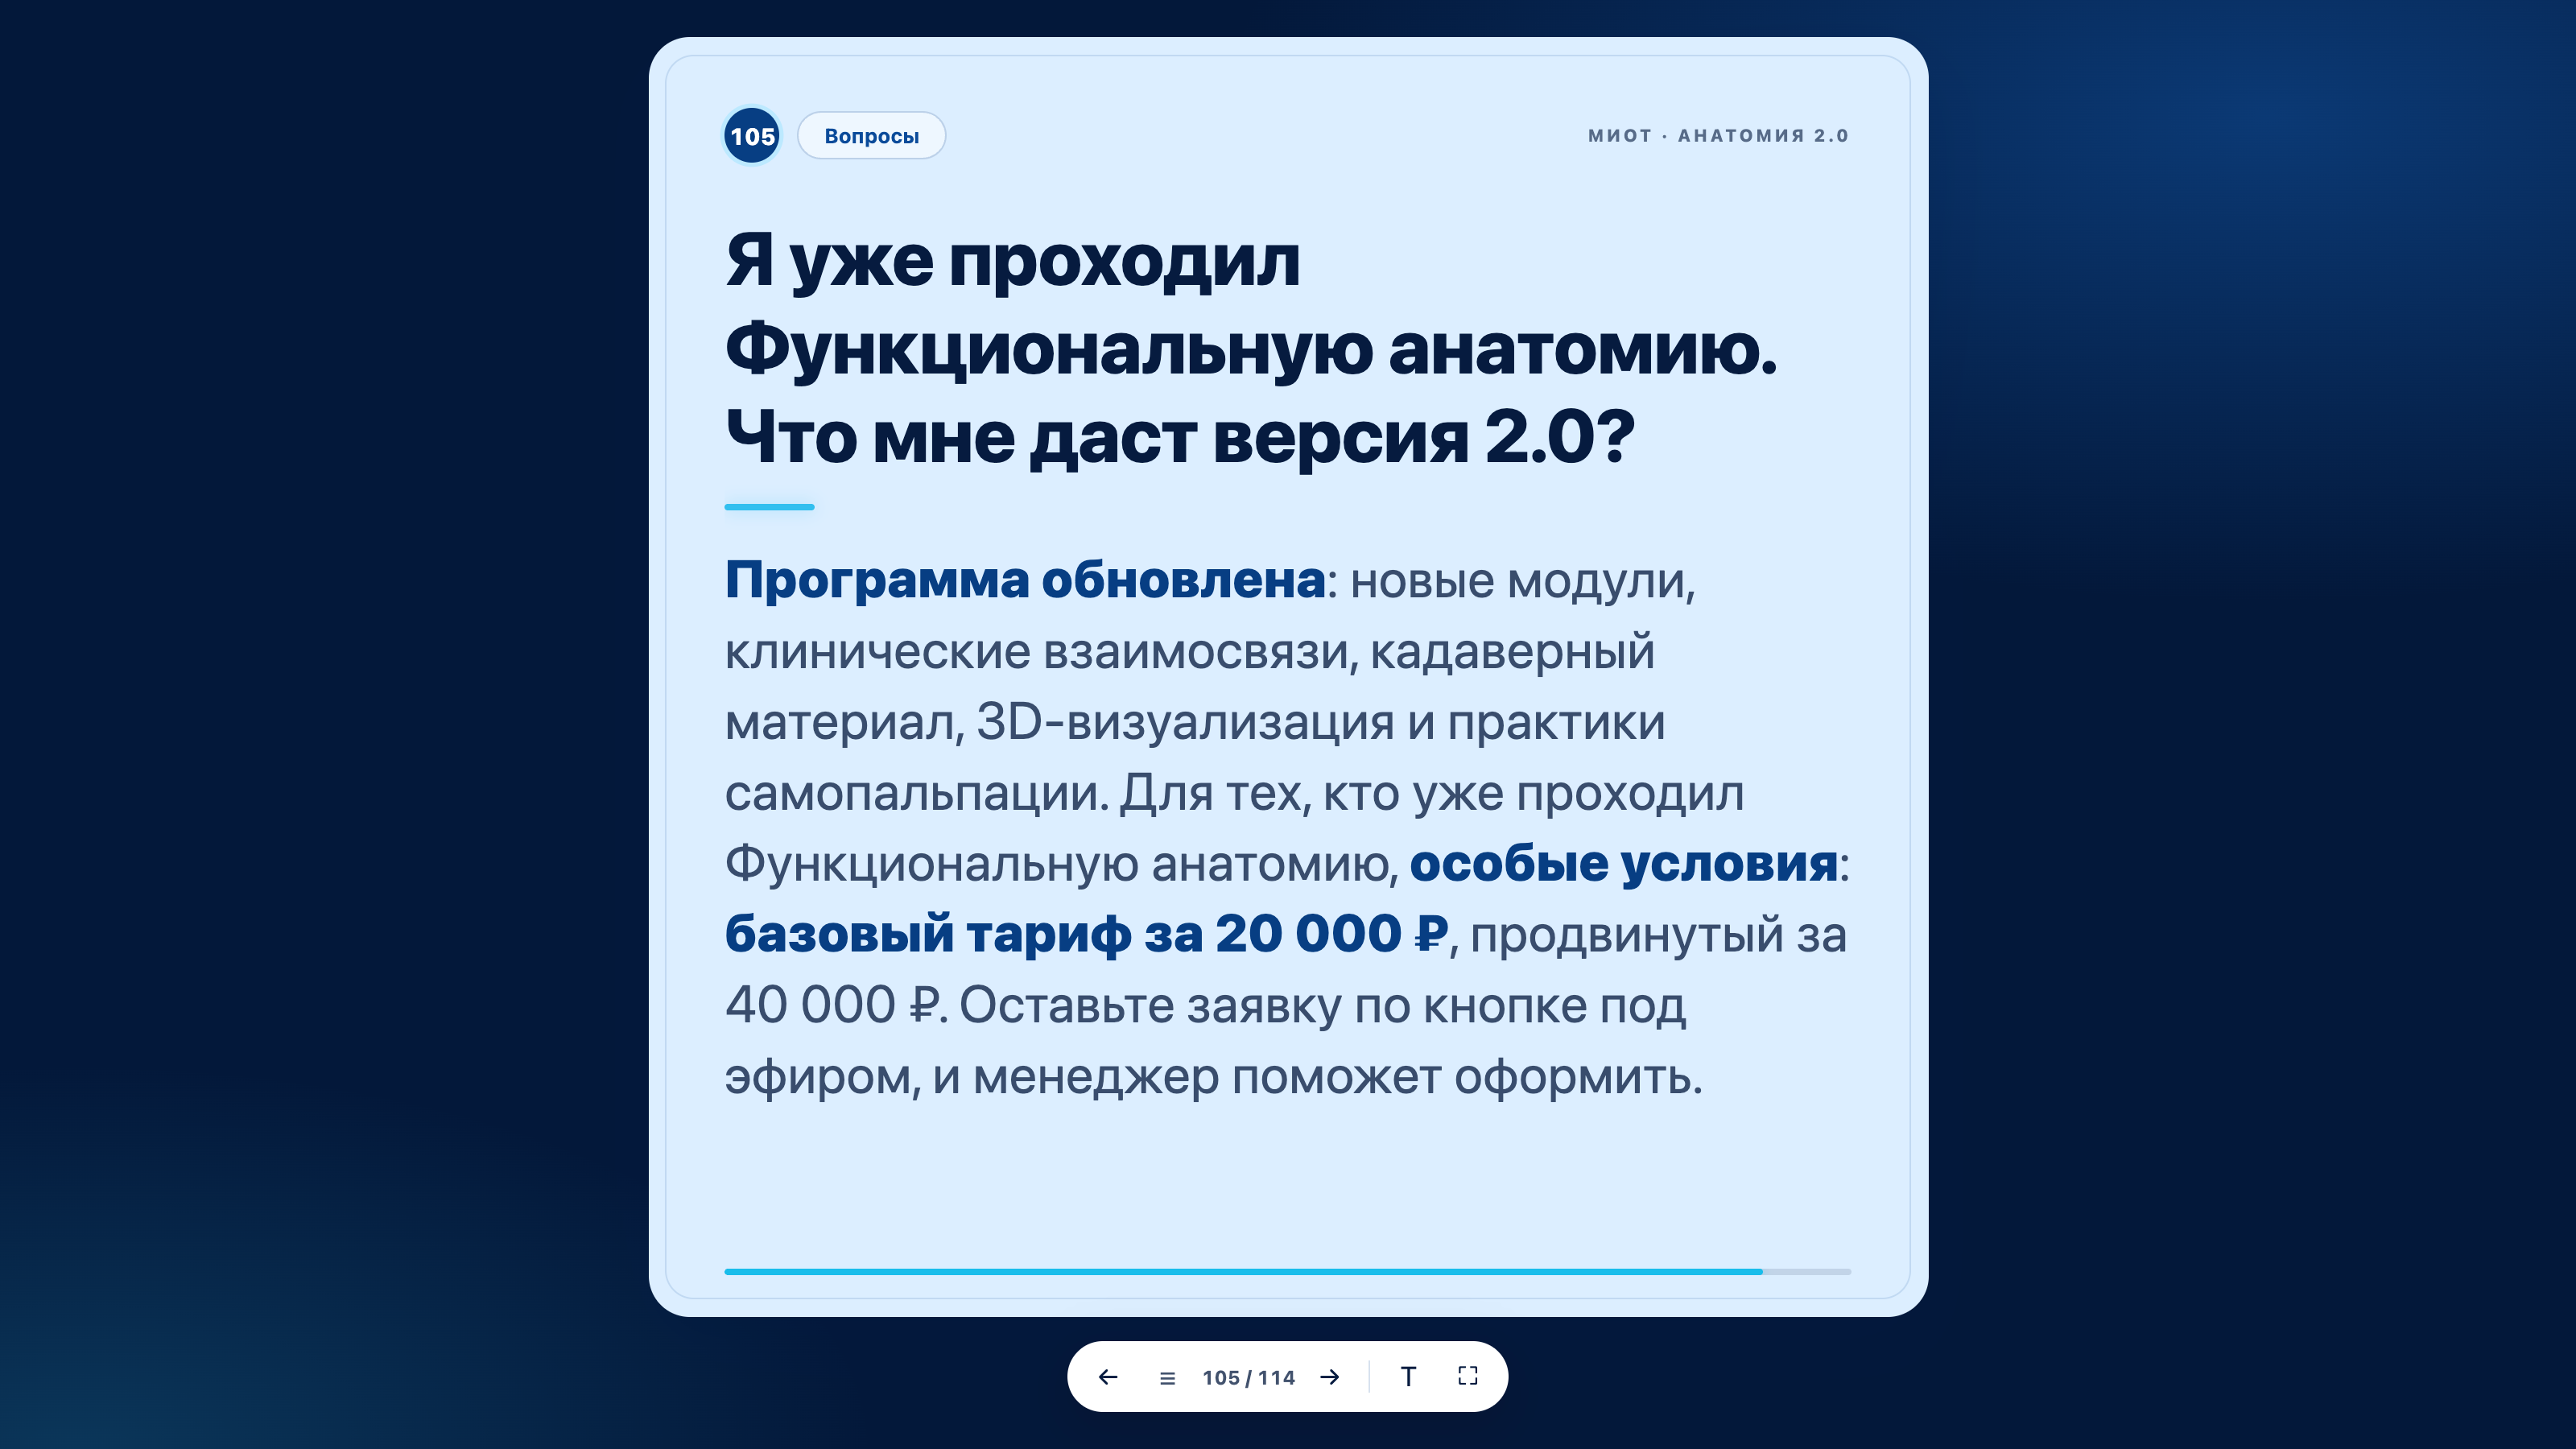 105
Вопросы
МИОТ · АНАТОМИЯ 2.0
Я уже проходил
Функциональную анатомию.
Что мне даст версия 2.0?
Программа обновлена: новые модули,
клинические взаимосвязи, кадаверный
материал, 3D-визуализация и практики
самопальпации. Для тех, кто уже проходил
Функциональную анатомию, особые условия:
базовый тариф за 20 000 ₽, продвинутый за
40 000 ₽. Оставьте заявку по кнопке под
эфиром, и менеджер поможет оформить.
105 / 114
T